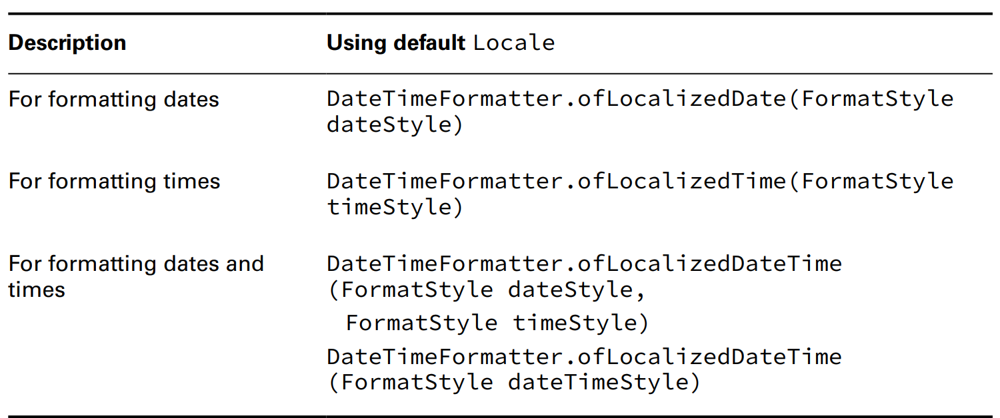 Description Using default Locale
For formatting dates DateTimeFormatter.ofLocalizedDate(FormatStyle
dateStyle)
For formatting times DateTimeFormatter.ofLocalizedTime(FormatStyle
timeStyle)
For formatting dates and DateTimeFormatter.ofLocalizedDateTime
times (FormatStyle dateStyle,
FormatStyle timeStyle)
DateTimeFormatter.ofLocalizedDateTime
(FormatStyle dateTimeStyle)